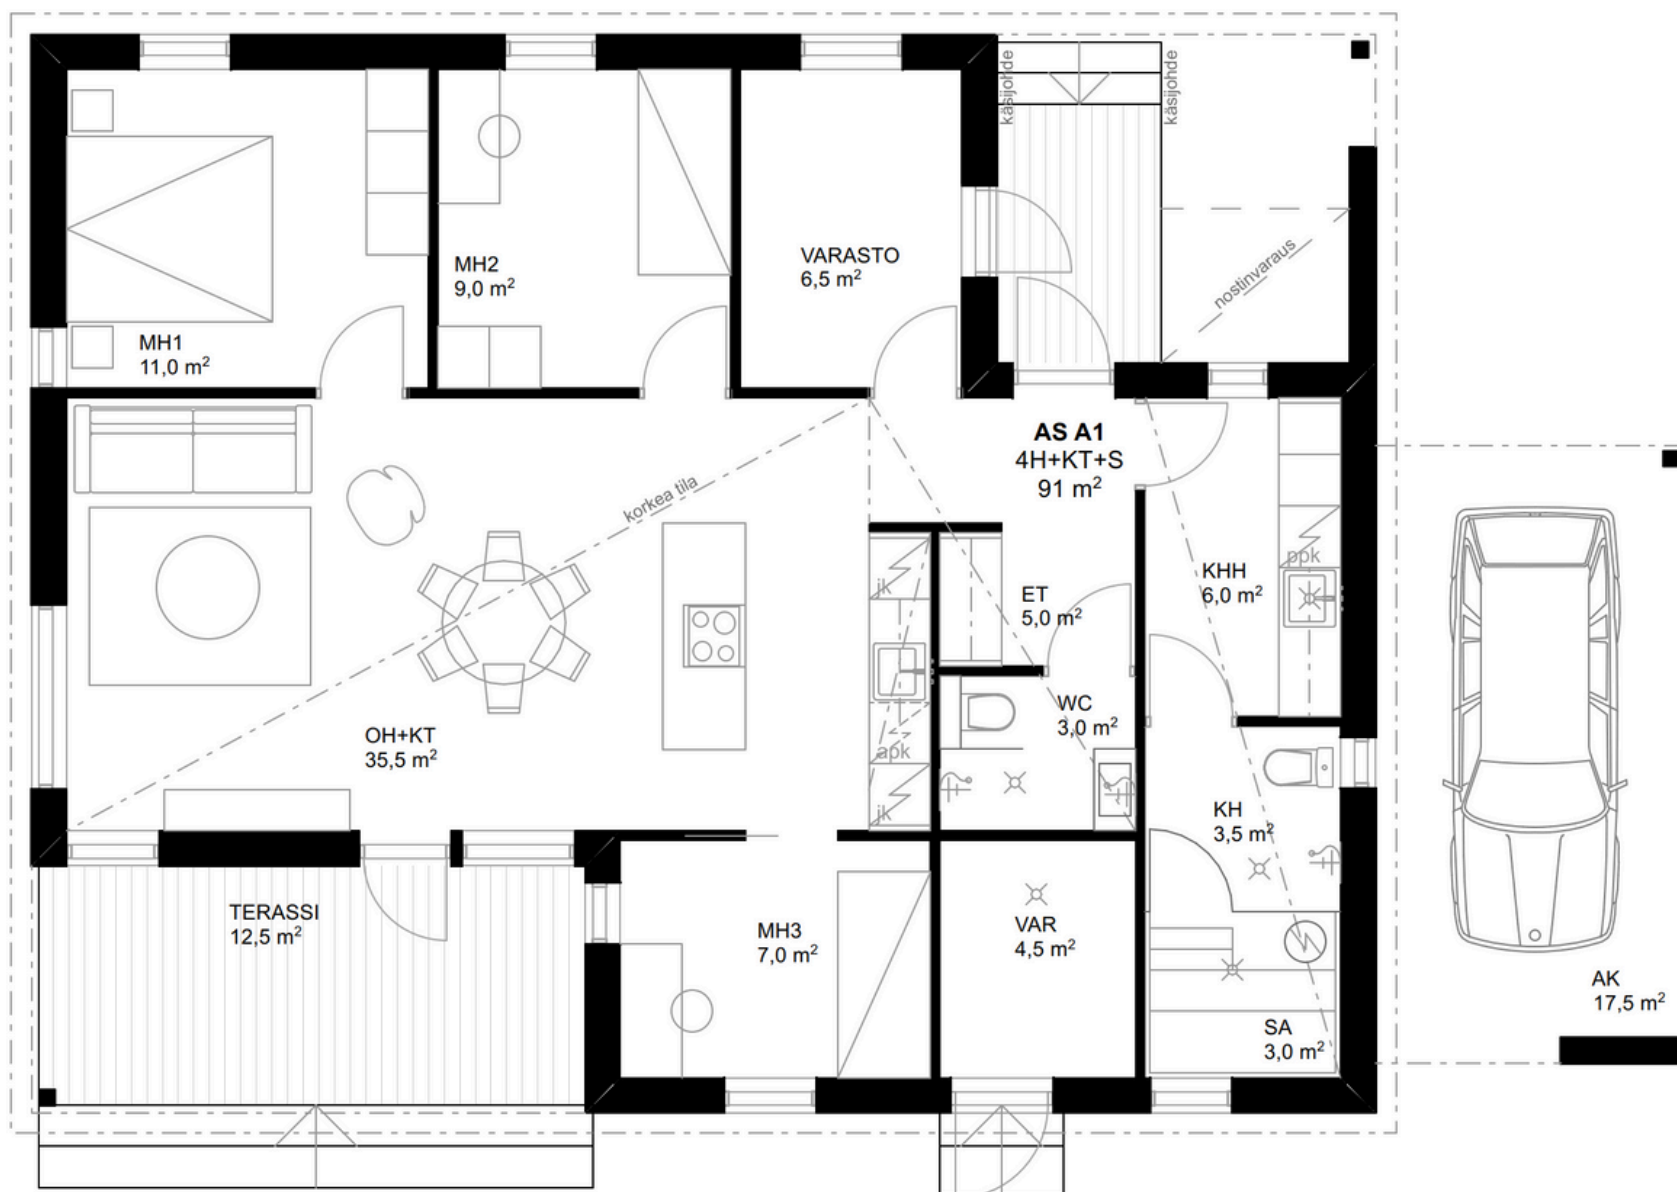 käsijohde
käsijohde
MH1
11,0 m²
MH2
9,0 m²
VARASTO
6,5 m²
nostinvaraus
AS A1
4H+KT+S
91 m²
korkea tila
OH+KT
35,5 m²
jk
apk
jk
ET
5,0 m²
WC
3,0 m²
KHH
6,0 m²
ppk
KH
3,5 m²
TERASSI
12,5 m²
MH3
7,0 m²
VAR
4,5 m²
SA
3,0 m²
AK
17,5 m²